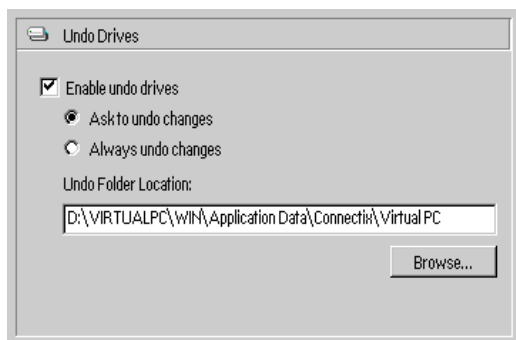 Undo Drives
Enable undo drives
Ask to undo changes
Always undo changes
Undo Folder Location:
D:\VIRTUALPC\WIN\Application Data\Connectix\Virtual PC
Browse...